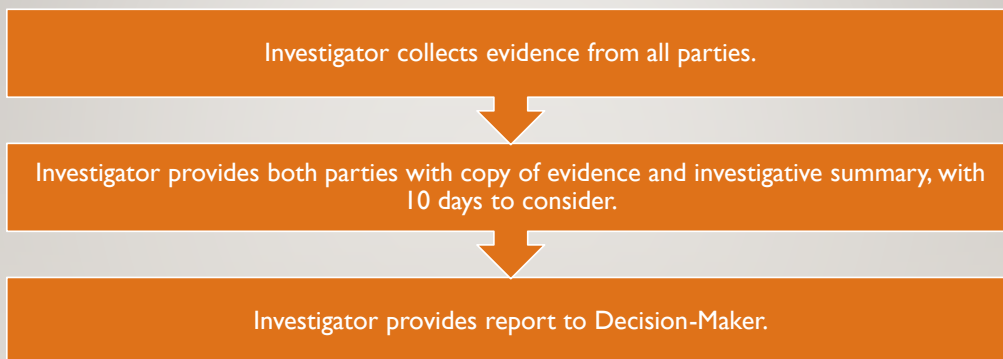 Investigator collects evidence from all parties.
Investigator provides both parties with copy of evidence and investigative summary, with
10 days to consider.
Investigator provides report to Decision-Maker.